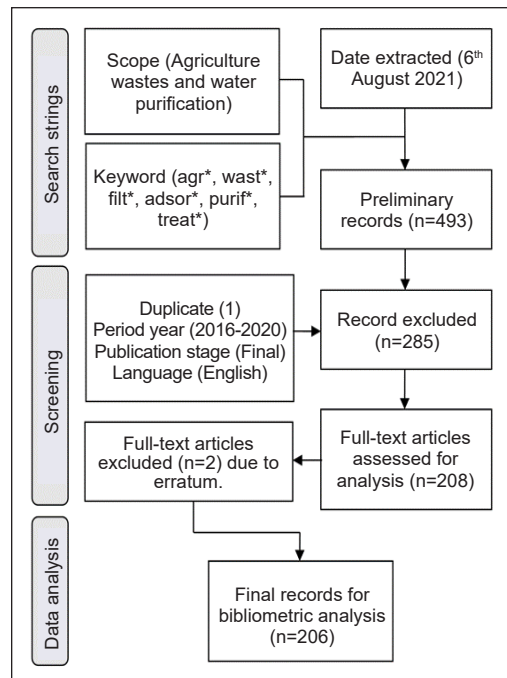 Search strings
Scope (Agriculture
wastes and water
purification)
Date extracted (6th
August 2021)
Keyword (agr*, wast*,
filt*, adsor*, purif*,
treat*)
Preliminary
records (n=493)
Screening
Duplicate (1)
Period year (2016-2020)
Publication stage (Final)
Language (English)
Record excluded
(n=285)
Full-text articles
excluded (n=2) due to
erratum.
Full-text articles
assessed for
analysis (n=208)
Data analysis
Final records for
bibliometric analysis
(n=206)